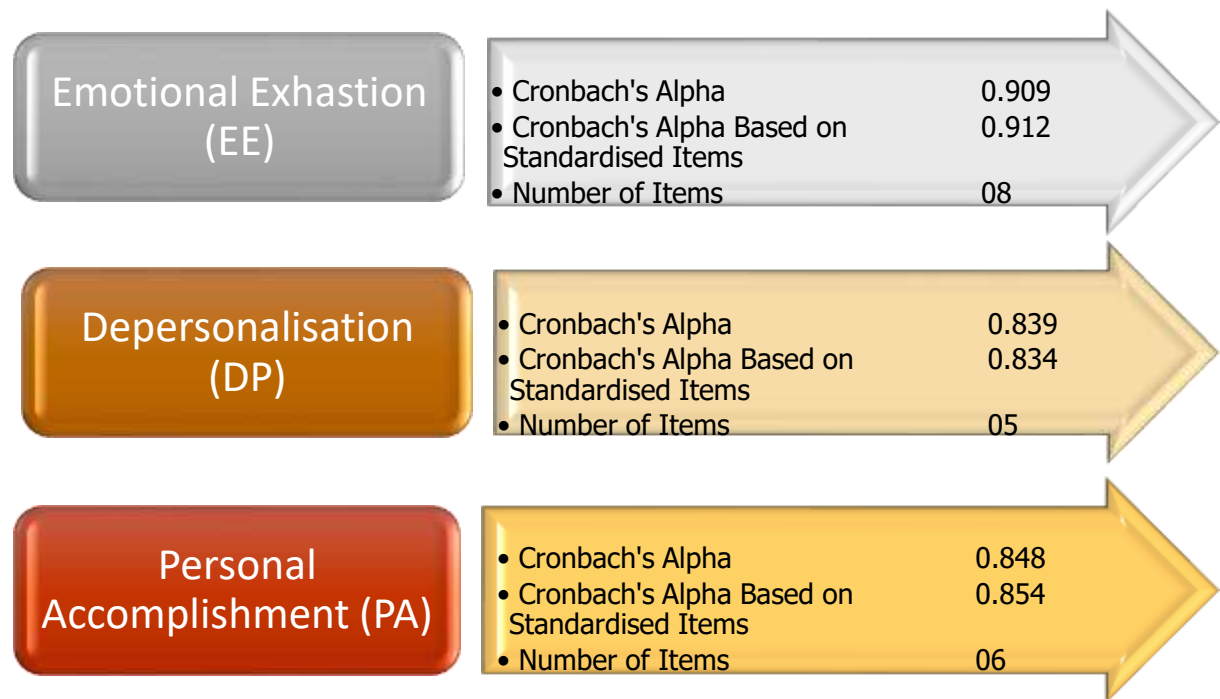 Emotional Exhastion
(EE)
• Cronbach's Alpha 0.909
• Cronbach's Alpha Based on 0.912
Standardised Items
• Number of Items 08
Depersonalisation
(DP)
• Cronbach's Alpha 0.839
• Cronbach's Alpha Based on 0.834
Standardised Items
• Number of Items 05
Personal
Accomplishment (PA)
• Cronbach's Alpha 0.848
• Cronbach's Alpha Based on 0.854
Standardised Items
• Number of Items 06